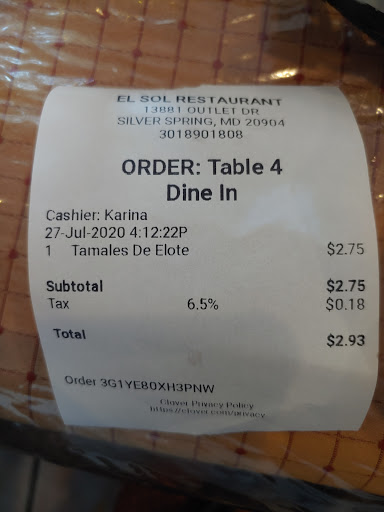 EL SOL RESTAURANT
13881 OUTLET DR
SILVER SPRING, MD 20904
3018901808
ORDER: Table 4
Dine In
Cashier: Karina
27-Jul-2020 4:12:22P
1 Tamales De Elote $2.75
Subtotal $2.75
Tax 6.5% $0.18
Total $2.93
Order 3G1YE80XH3PNW
Clover Privacy Policy
https://clover.com/privacy